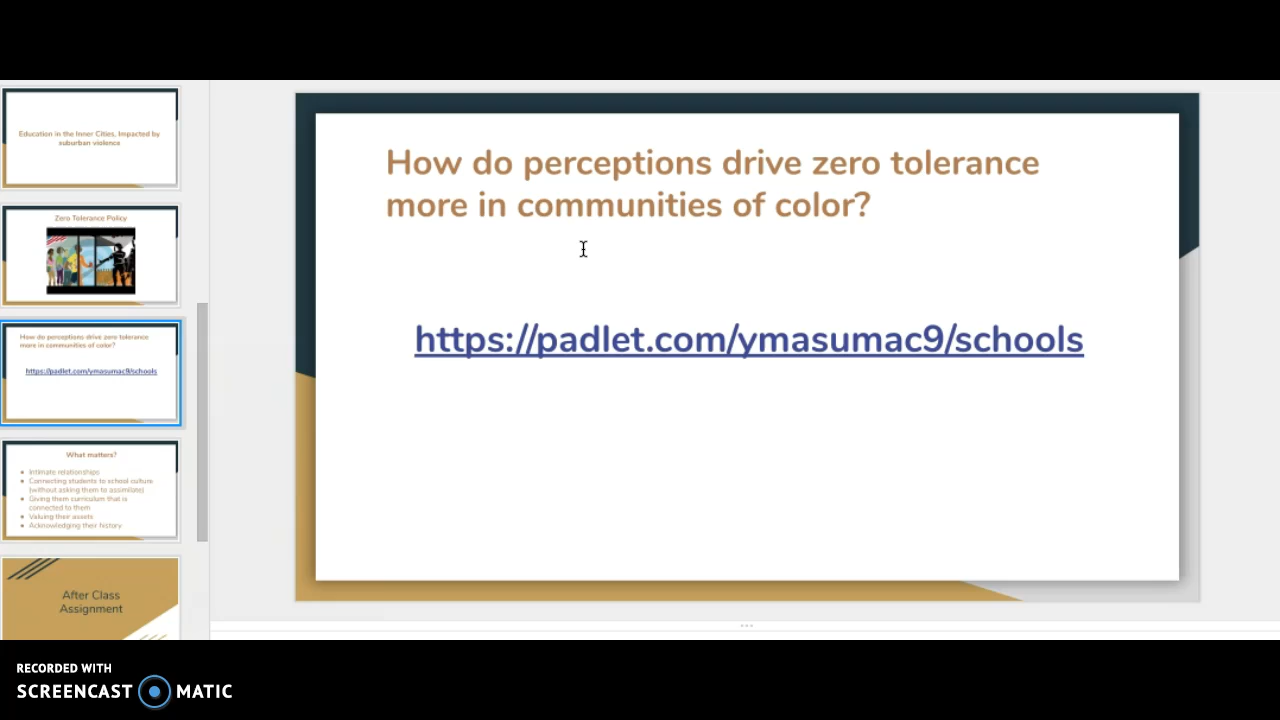 Education in the Inner Cities, Impacted by
suburban violence
Zero Tolerance Policy
How do perceptions drive zero tolerance
more in communities of color?
https://padlet.com/ymasumac9/schools
What matters?
● Intimate relationships
● Connecting students to school culture
(without asking them to assimilate)
● Giving them curriculum that is
connected to them
● Valuing their assets
● Acknowledging their history
After Class
Assignment
How do perceptions drive zero tolerance
more in communities of color?
https://padlet.com/ymasumac9/schools
RECORDED WITH
SCREENCAST MATIC